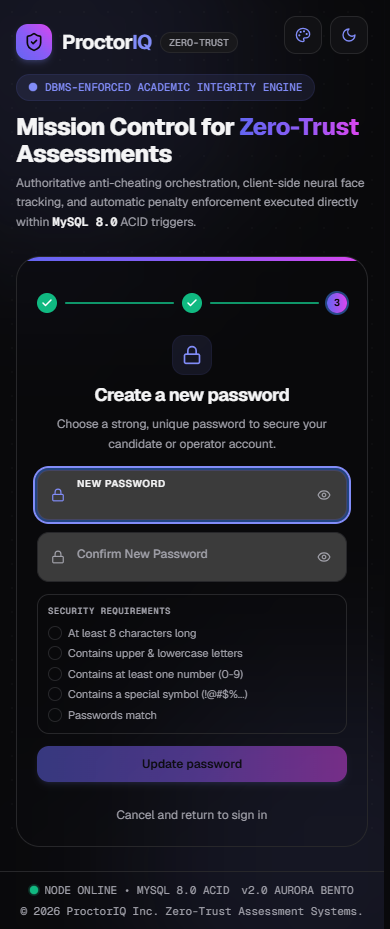 ProctorIQ ZERO-TRUST
DBMS-ENFORCED ACADEMIC INTEGRITY ENGINE
Mission Control for Zero-Trust
Assessments
Authoritative anti-cheating orchestration, client-side neural face
tracking, and automatic penalty enforcement executed directly
within MySQL 8.0 ACID triggers.
3
Create a new password
Choose a strong, unique password to secure your
candidate or operator account.
NEW PASSWORD
Confirm New Password
SECURITY REQUIREMENTS
At least 8 characters long
Contains upper & lowercase letters
Contains at least one number (0-9)
Contains a special symbol (!@#$%…)
Passwords match
Update password
Cancel and return to sign in
NODE ONLINE • MYSQL 8.0 ACID v2.0 AURORA BENTO
© 2026 ProctorIQ Inc. Zero-Trust Assessment Systems.